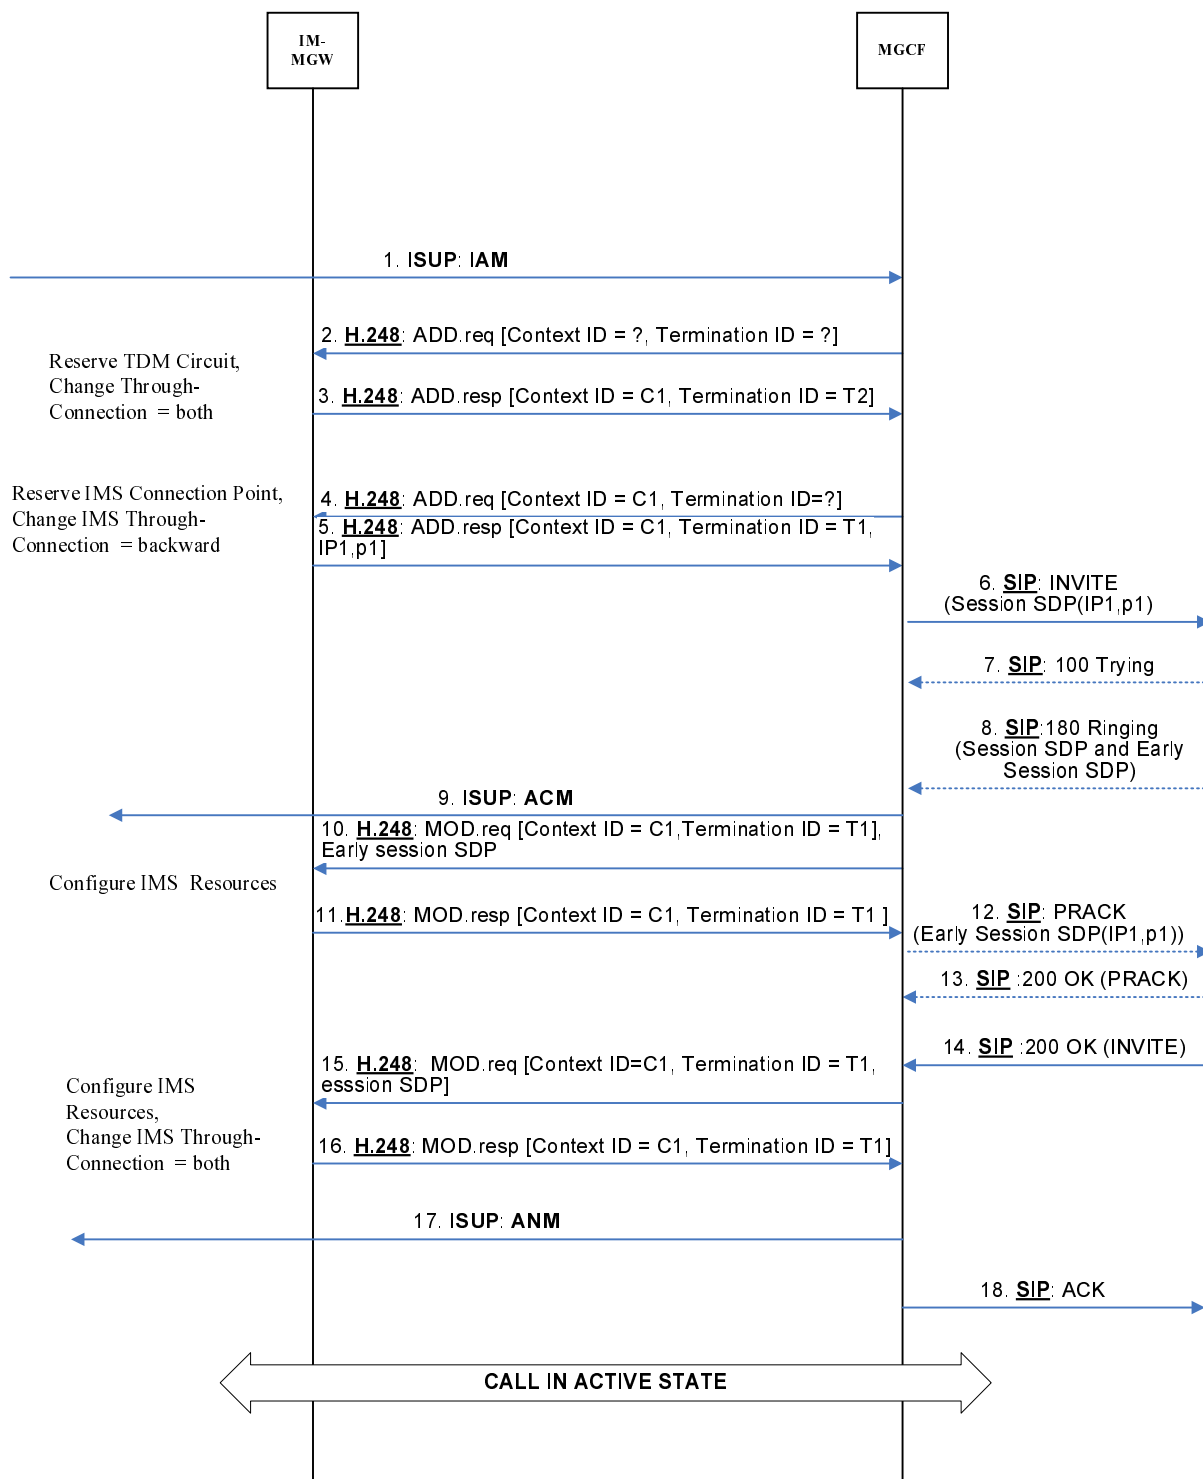 IM-
MGW
MGCF
1. ISUP: IAM
2. H.248: ADD.req [Context ID = ?, Termination ID = ?]
Reserve TDM Circuit,
Change Through-
Connection = both
3. H.248: ADD.resp [Context ID = C1, Termination ID = T2]
Reserve IMS Connection Point,
Change IMS Through-
Connection = backward
4. H.248: ADD.req [Context ID = C1, Termination ID=?]
5. H.248: ADD.resp [Context ID = C1, Termination ID = T1,
IP1,p1]
6. SIP: INVITE
(Session SDP(IP1,p1)
7. SIP: 100 Trying
8. SIP:180 Ringing
(Session SDP and Early
Session SDP)
9. ISUP: ACM
10. H.248: MOD.req [Context ID = C1,Termination ID = T1],
Early session SDP
Configure IMS Resources
11.H.248: MOD.resp [Context ID = C1, Termination ID = T1 ]
12. SIP: PRACK
(Early Session SDP(IP1,p1))
13. SIP :200 OK (PRACK)
14. SIP :200 OK (INVITE)
15. H.248: MOD.req [Context ID=C1, Termination ID = T1,
esssion SDP]
Configure IMS
Resources,
Change IMS Through-
Connection = both
16. H.248: MOD.resp [Context ID = C1, Termination ID = T1]
17. ISUP: ANM
18. SIP: ACK
CALL IN ACTIVE STATE